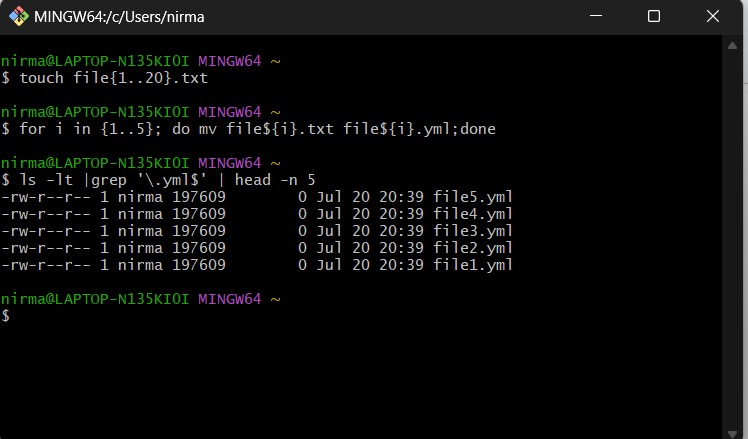 MINGW64:/c/Users/nirma
nirma@LAPTOP-N135KIOI MINGW64 ~
$ touch file{1..20}.txt
nirma@LAPTOP-N135KIOI MINGW64 ~
$ for i in {1..5}; do mv file${i}.txt file${i}.yml;done
nirma@LAPTOP-N135KIOI MINGW64 ~
$ ls -lt |grep '\.yml$' | head -n 5
-rw-r--r-- 1 nirma 197609        0 Jul 20 20:39 file5.yml
-rw-r--r-- 1 nirma 197609        0 Jul 20 20:39 file4.yml
-rw-r--r-- 1 nirma 197609        0 Jul 20 20:39 file3.yml
-rw-r--r-- 1 nirma 197609        0 Jul 20 20:39 file2.yml
-rw-r--r-- 1 nirma 197609        0 Jul 20 20:39 file1.yml
nirma@LAPTOP-N135KIOI MINGW64 ~
$